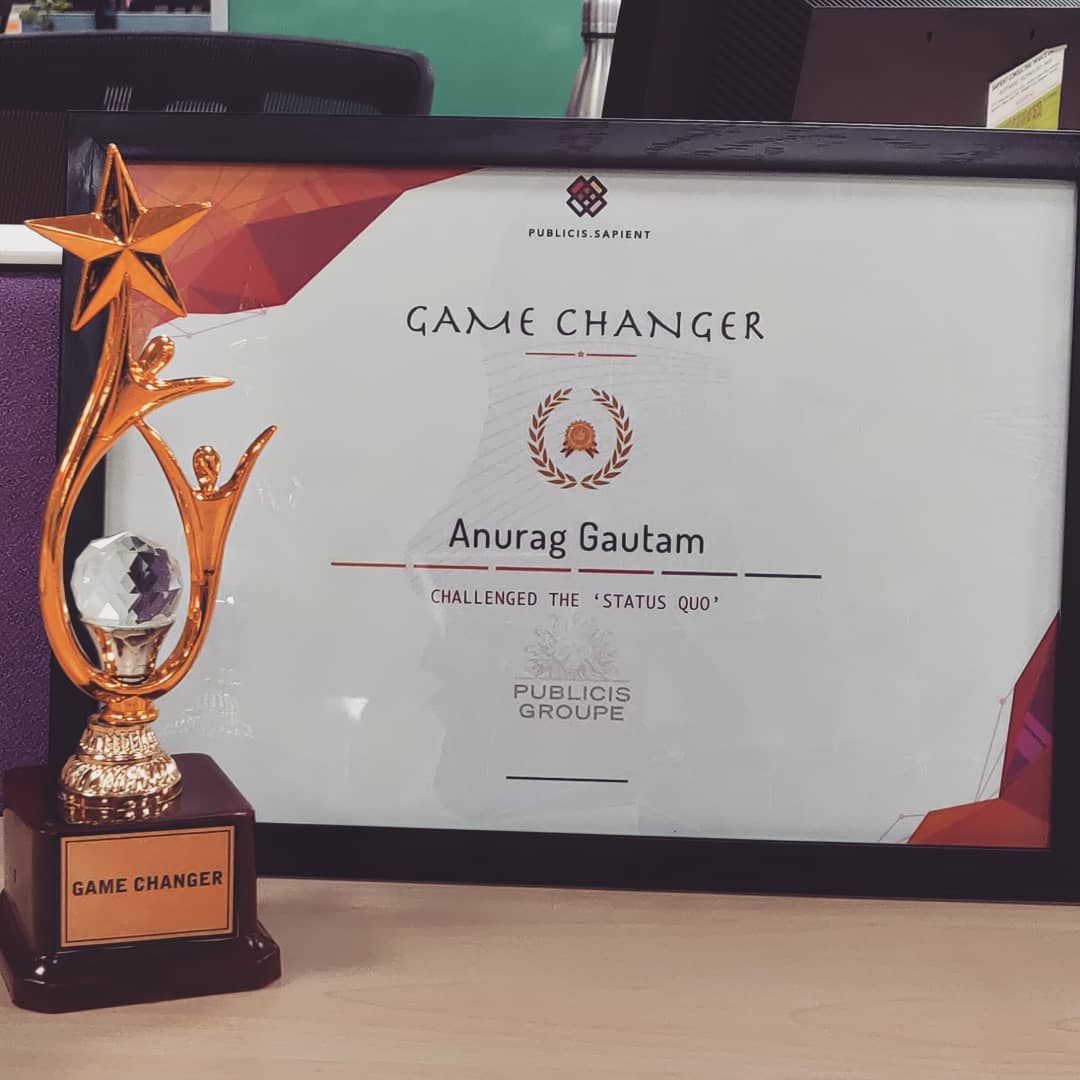 PUBLICIS.SAPIENT
GAME CHANGER
Anurag Gautam
CHALLENGED THE ‘STATUS QUO’
PUBLICIS
GROUPE
GAME CHANGER